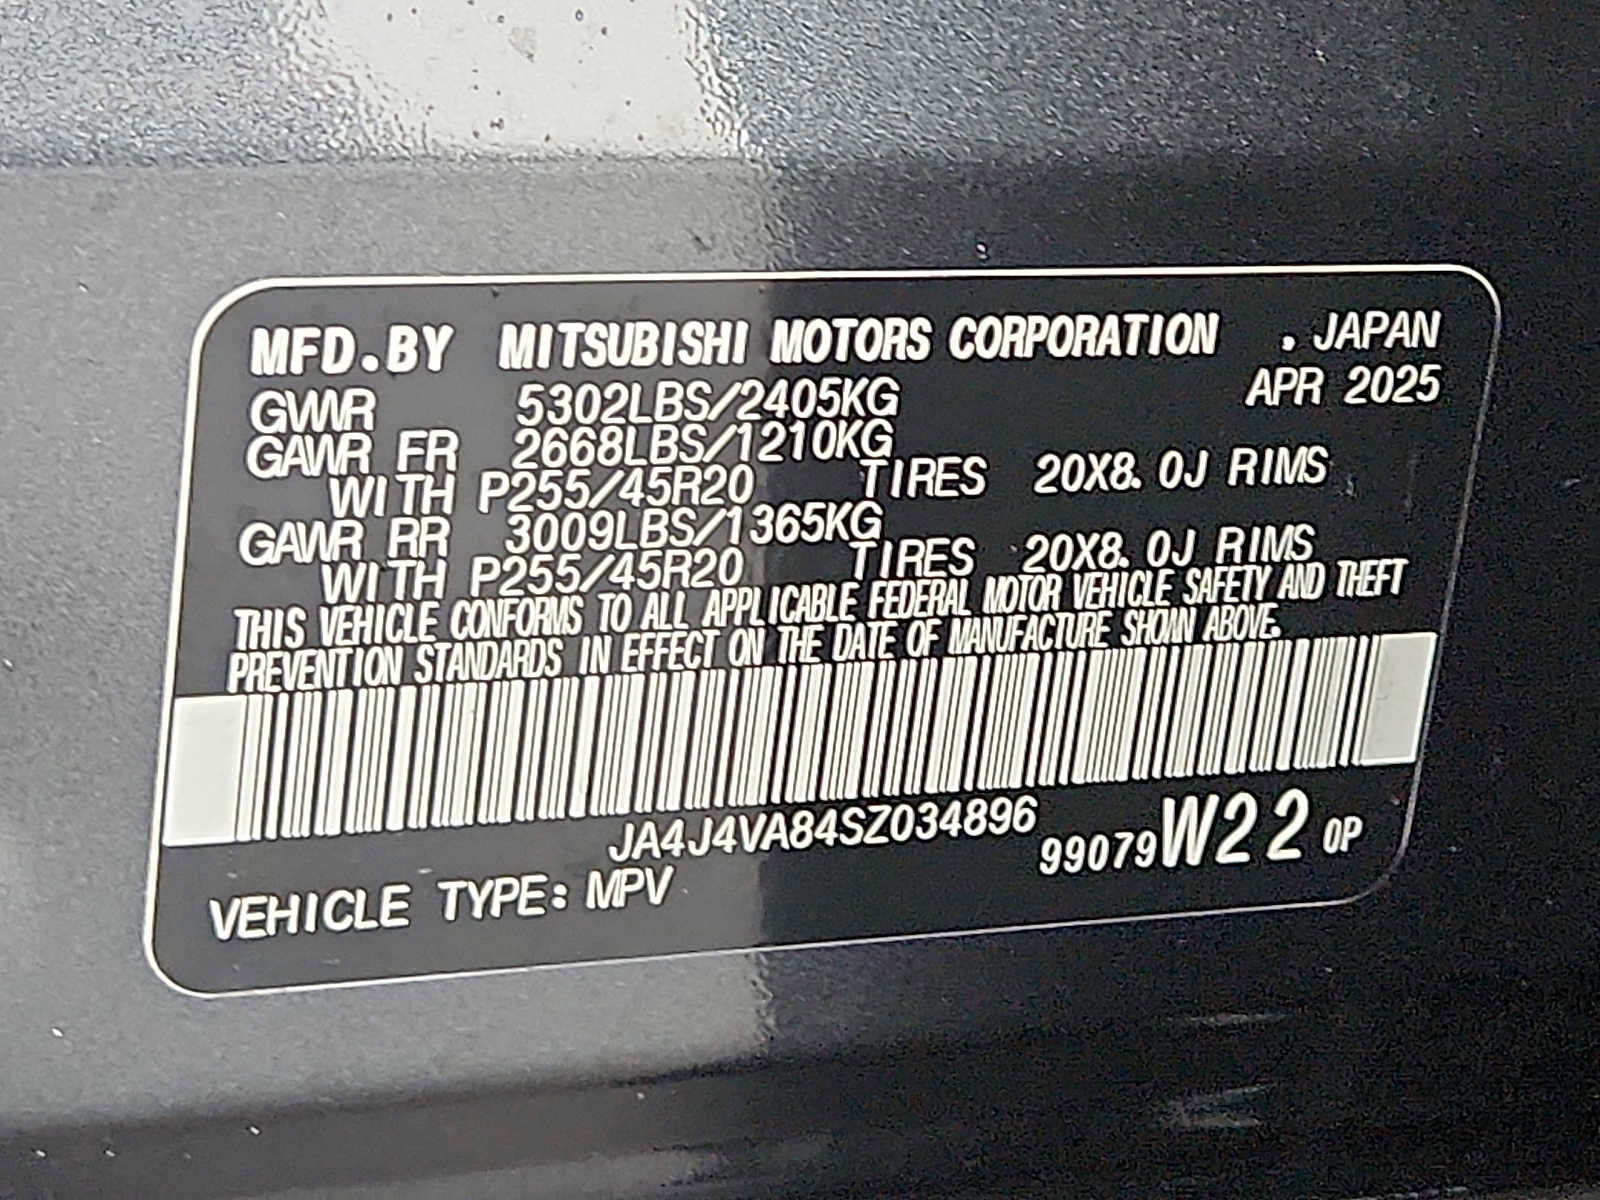 MFD.BY MITSUBISHI MOTORS CORPORATION . JAPAN
GVWR 5302LBS/2405KG APR 2025
GAWR FR 2668LBS/1210KG
WITH P255/45R20 TIRES 20X8.0J RIMS
GAWR RR 3009LBS/1365KG
WITH P255/45R20 TIRES 20X8.0J RIMS
THIS VEHICLE CONFORMS TO ALL APPLICABLE FEDERAL MOTOR VEHICLE SAFETY AND THEFT
PREVENTION STANDARDS IN EFFECT ON THE DATE OF MANUFACTURE SHOWN ABOVE.
JA4J4VA84SZ034896
99079W22 0P
VEHICLE TYPE: MPV